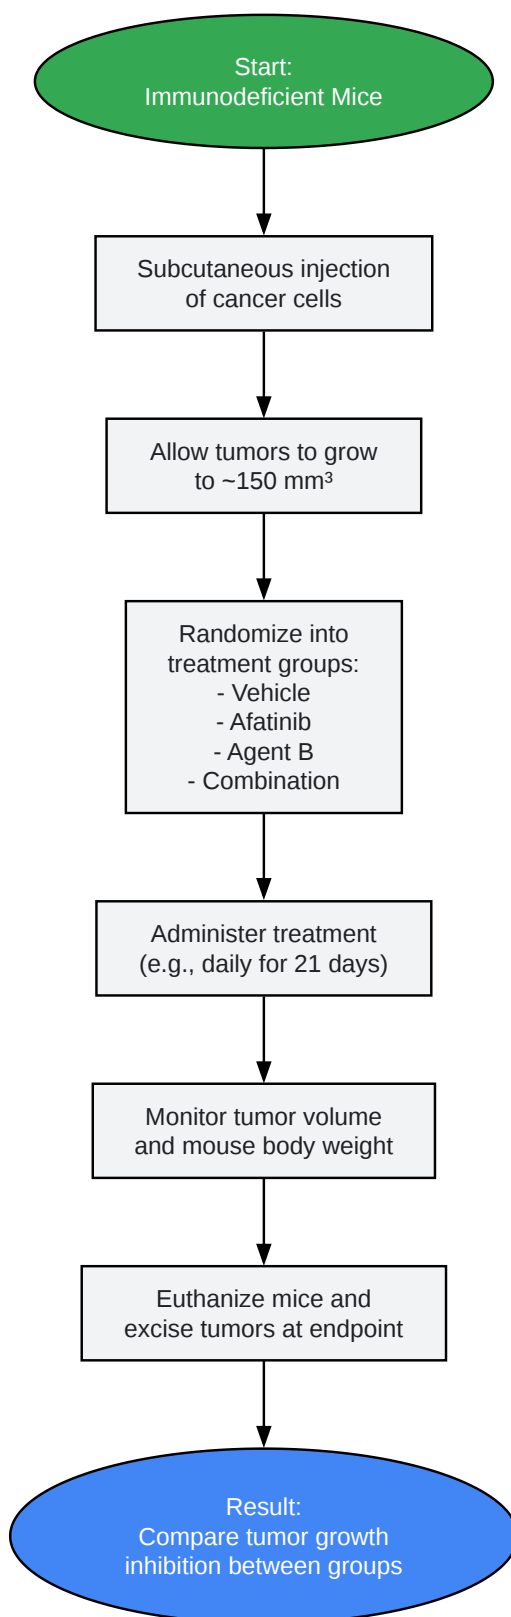 Start:
Immunodeficient Mice
Subcutaneous injection
of cancer cells
Allow tumors to grow
to ~150 mm³
Randomize into
treatment groups:
- Vehicle
- Afatinib
- Agent B
- Combination
Administer treatment
(e.g., daily for 21 days)
Monitor tumor volume
and mouse body weight
Euthanize mice and
excise tumors at endpoint
Result:
Compare tumor growth
inhibition between groups